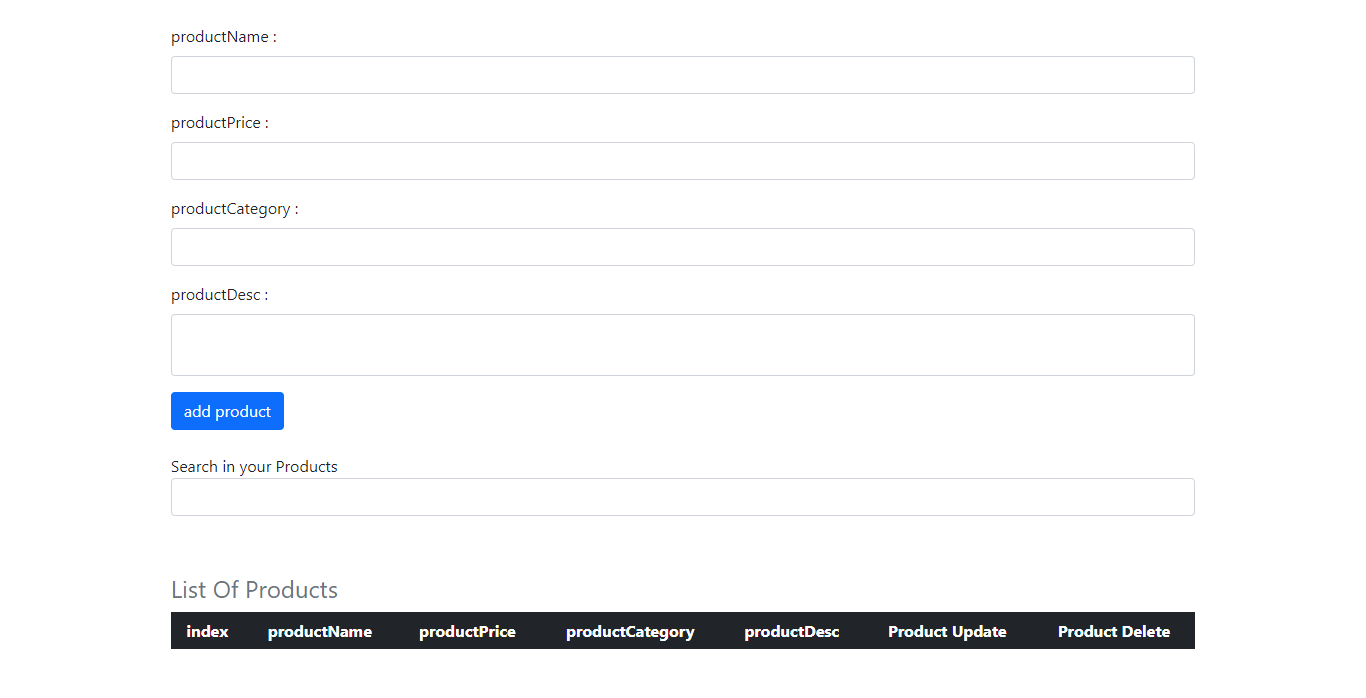 productName :
productPrice :
productCategory :
productDesc :
add product
Search in your Products
List Of Products
index productName productPrice productCategory productDesc Product Update Product Delete